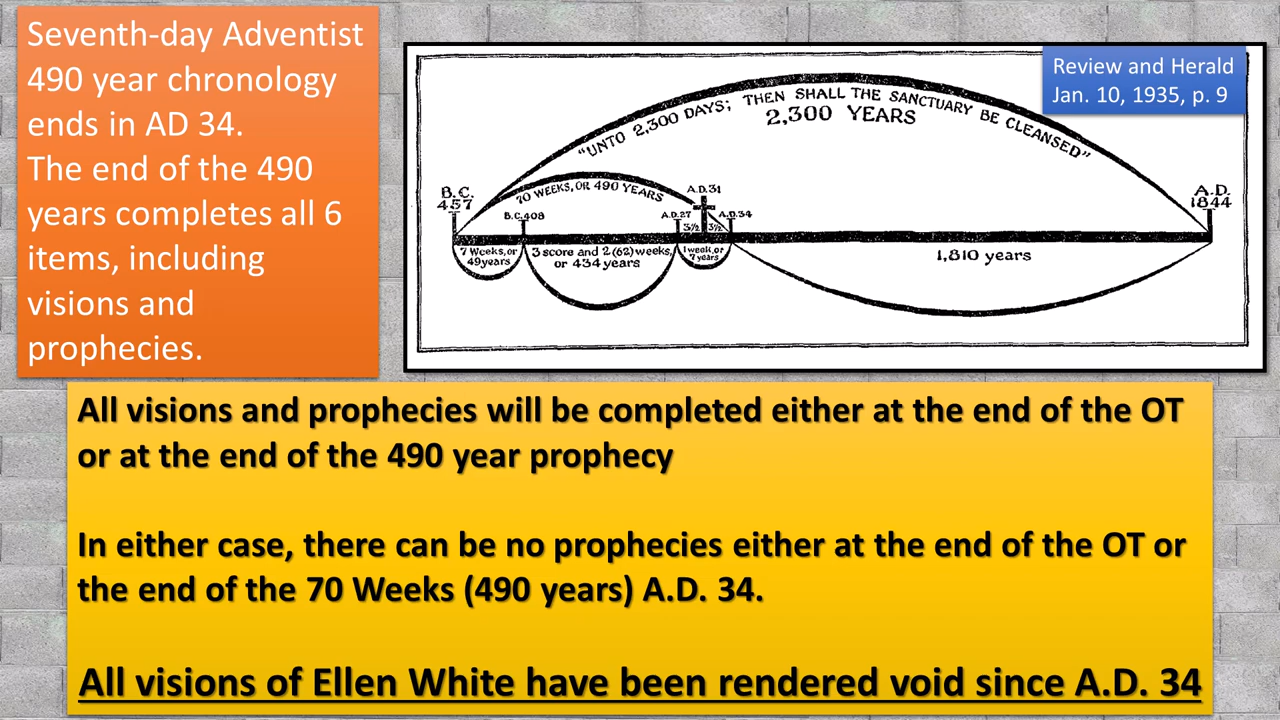 Seventh-day Adventist
490 year chronology
ends in AD 34.
The end of the 490
years completes all 6
items, including
visions and
prophecies.
Review and Herald
Jan. 10, 1935, p. 9
"UNTO 2,300 DAYS; THEN SHALL THE SANCTUARY BE CLEANSED"
2,300 YEARS
70 WEEKS, OR 490 YEARS
B.C.
457
B.C. 408
A.D. 27
A.D. 31
A.D. 34
A.D.
1844
3½ 3½
7 Weeks, or
49 years
3 score and 2 (62) weeks,
or 434 years
1 week, or
7 years
1,810 years
All visions and prophecies will be completed either at the end of the OT
or at the end of the 490 year prophecy
In either case, there can be no prophecies either at the end of the OT or
the end of the 70 Weeks (490 years) A.D. 34.
All visions of Ellen White have been rendered void since A.D. 34